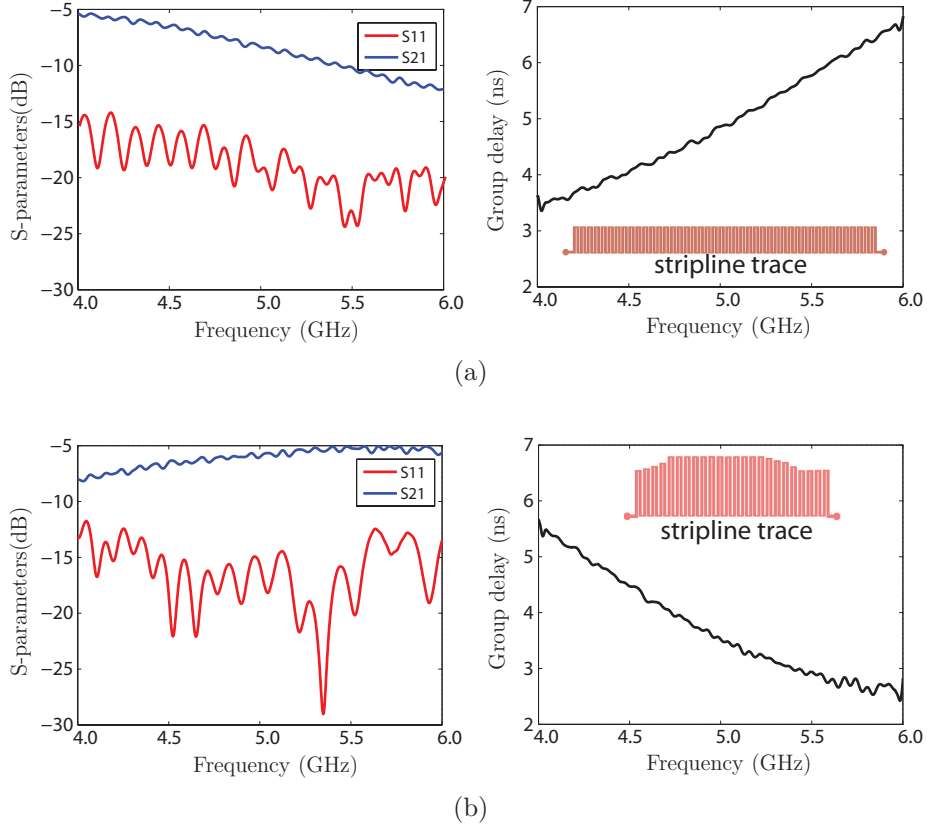 −5
−10
−15
−20
−25
−30
4.0
4.5
5.0
5.5
6.0
S-parameters(dB)
Frequency (GHz)
S11
S21
7
6
5
4
3
2
4.0
4.5
5.0
5.5
6.0
Group delay (ns)
Frequency (GHz)
stripline trace
(a)
−5
−10
−15
−20
−25
−30
4.0
4.5
5.0
5.5
6.0
S-parameters(dB)
Frequency (GHz)
S11
S21
7
6
5
4
3
2
4.0
4.5
5.0
5.5
6.0
Group delay (ns)
Frequency (GHz)
stripline trace
(b)